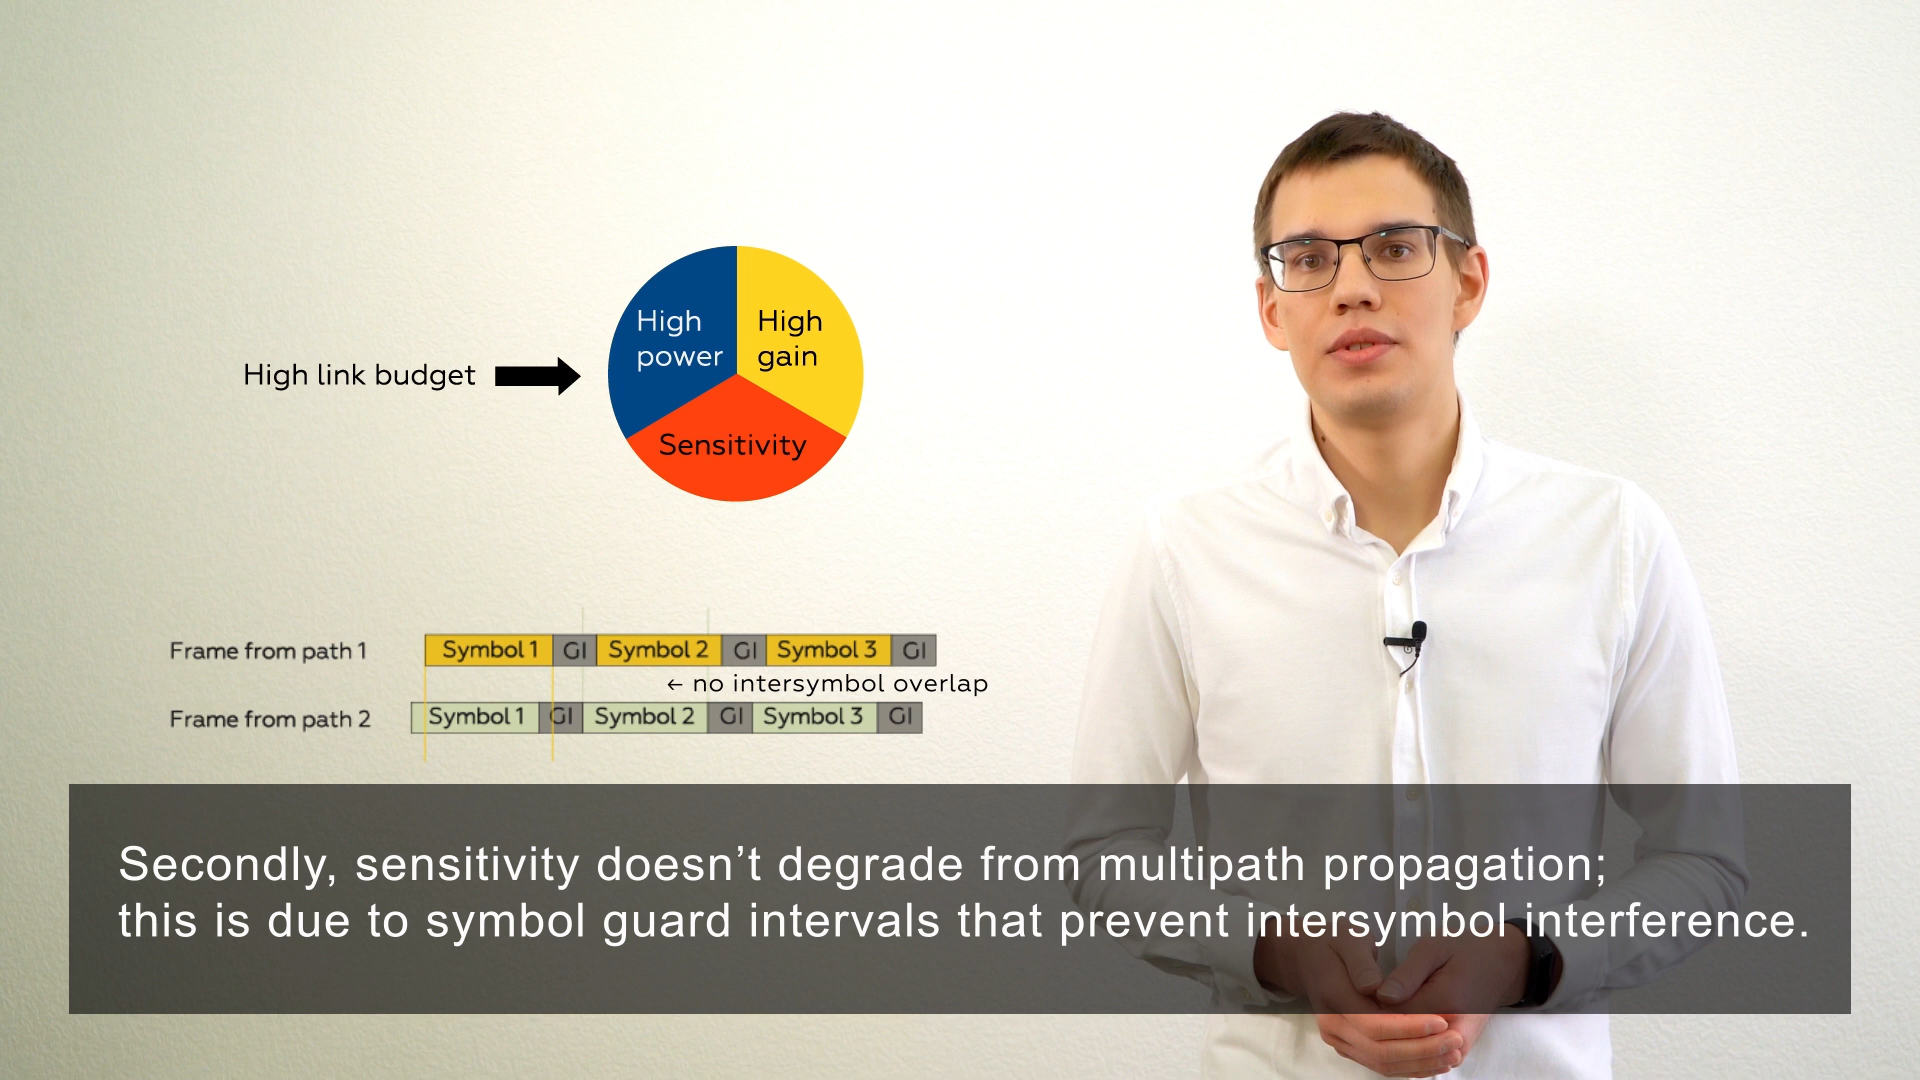 High
power
High
gain
High link budget
Sensitivity
Frame from path 1
Symbol 1
GI
Symbol 2
GI
Symbol 3
GI
← no intersymbol overlap
Frame from path 2
Symbol 1
GI
Symbol 2
GI
Symbol 3
GI
Secondly, sensitivity doesn’t degrade from multipath propagation;
this is due to symbol guard intervals that prevent intersymbol interference.